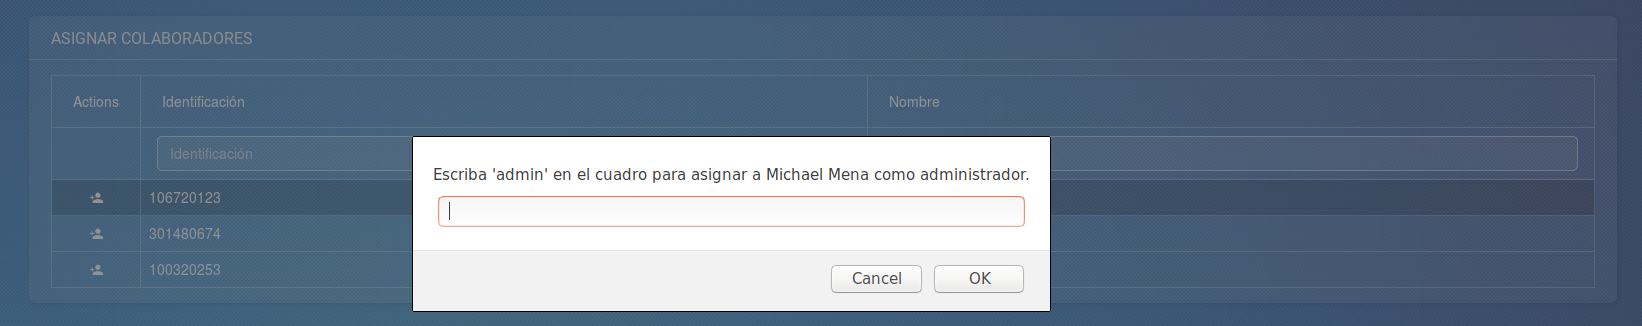 ASIGNAR COLABORADORES
Actions Identificación Nombre
Identificación
Escriba 'admin' en el cuadro para asignar a Michael Mena como administrador.
106720123
301480674
100320253
Cancel OK